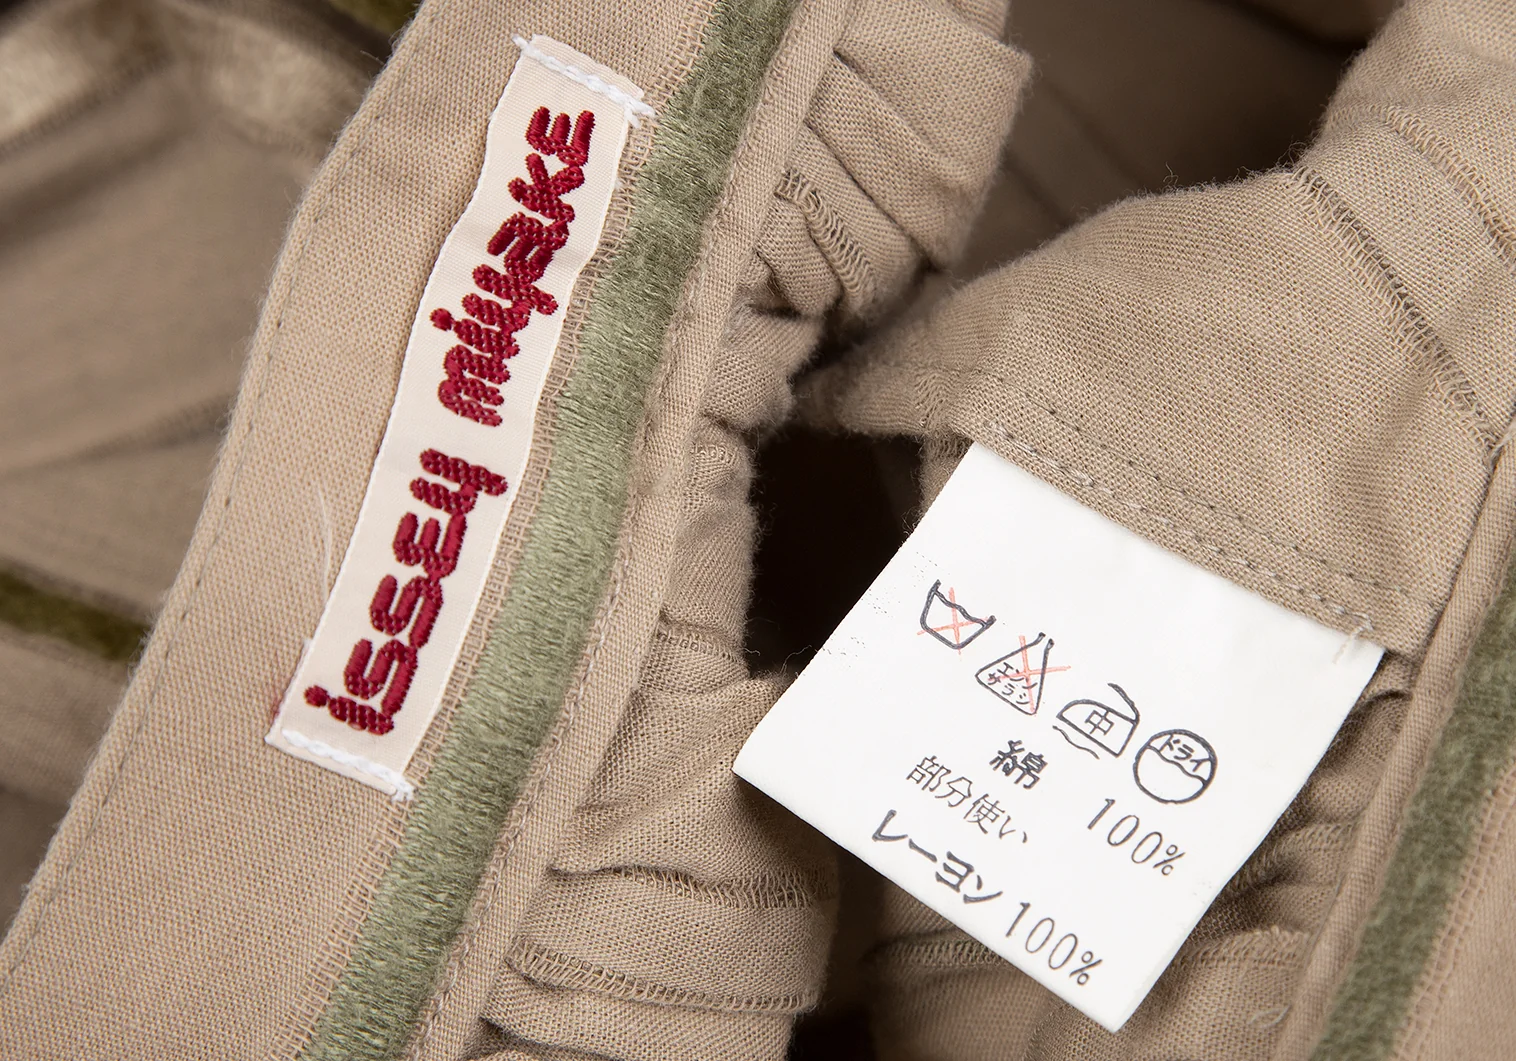 issey miyake
エンソ
サラシ
中
ドライ
綿 100%
部分使い
レーヨン 100%